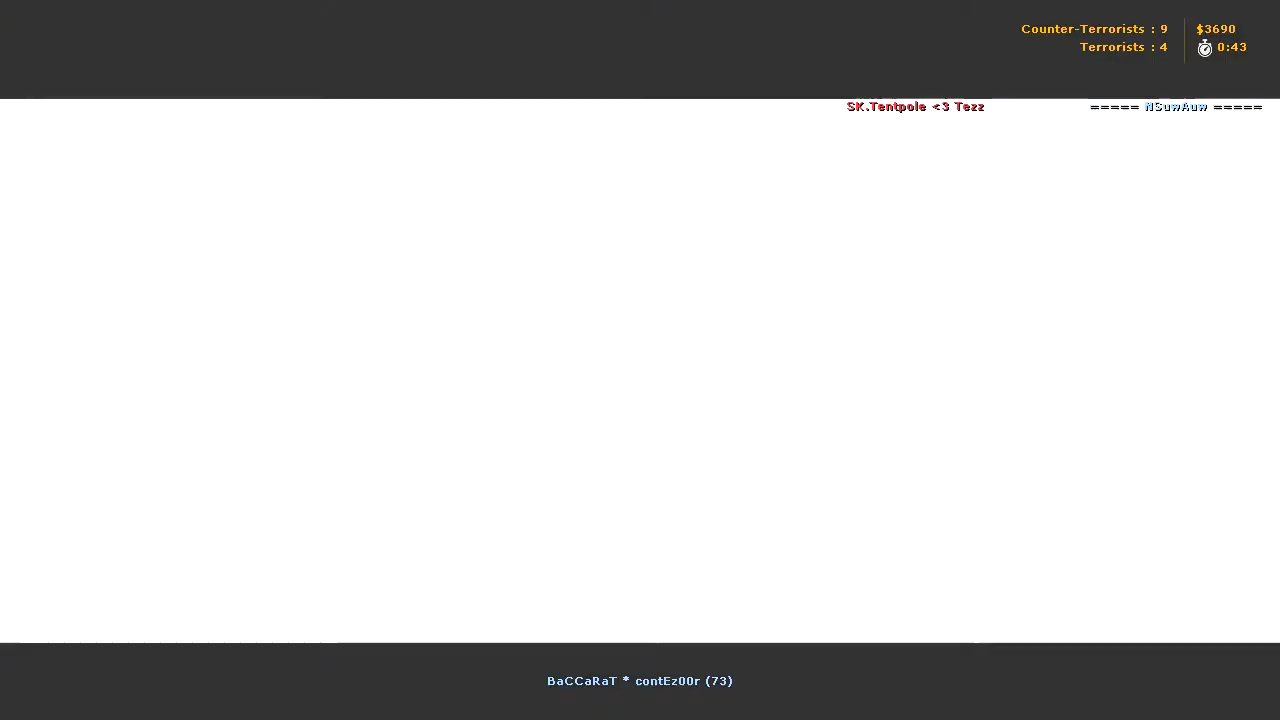 Counter-Terrorists : 9 $3690
Terrorists : 4 0:43
SK.Tentpole <3 Tezz ===== NSuwAuw =====
BaCCaRaT * contEz00r (73)